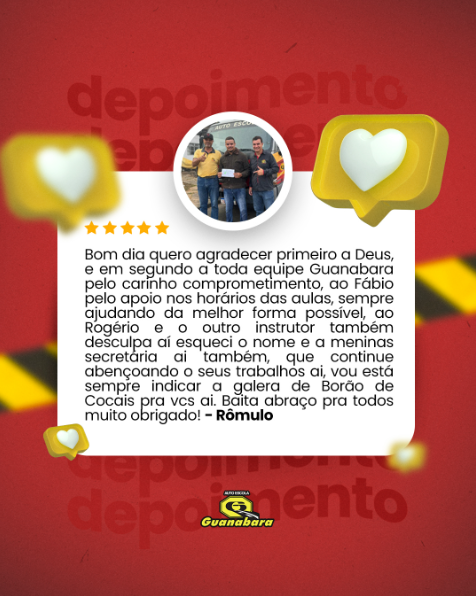 depoimento
AUTO ESCOLA
Bom dia quero agradecer primeiro a Deus,
e em segundo a toda equipe Guanabara
pelo carinho comprometimento, ao Fábio
pelo apoio nos horários das aulas, sempre
ajudando da melhor forma possível, ao
Rogério e o outro instrutor também
desculpa aí esqueci o nome e a meninas
secretária ai também, que continue
abençoando o seus trabalhos ai, vou está
sempre indicar a galera de Borão de
Cocais pra vcs ai. Baita abraço pra todos
muito obrigado! - Rômulo
depoimento
depoimento
AUTO ESCOLA
Guanabara